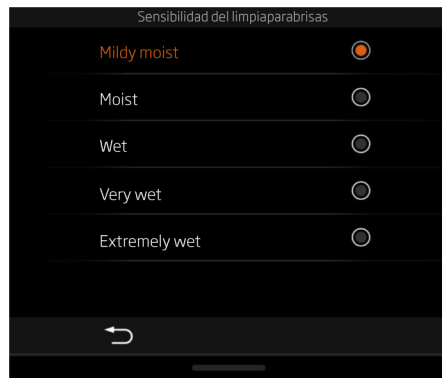 Sensibilidad del limpiaparabrisas
Mildy moist
Moist
Wet
Very wet
Extremely wet